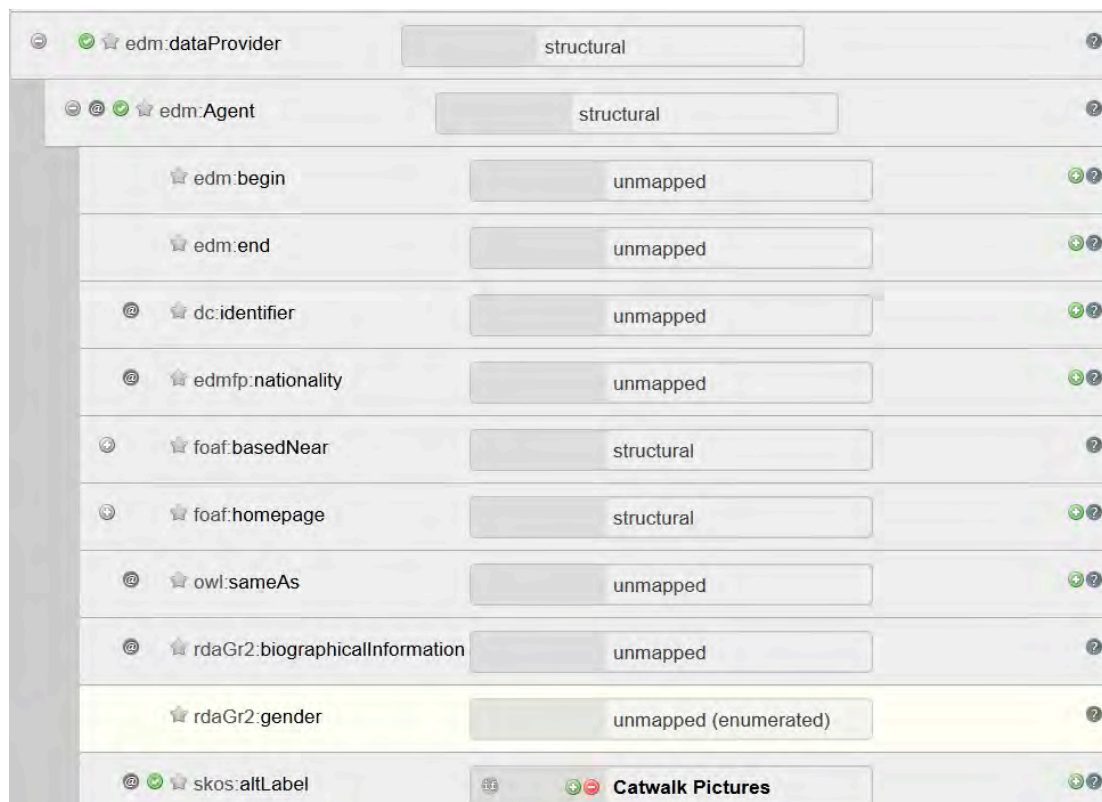 edm:dataProvider structural
edm:Agent structural
edm:begin unmapped
edm:end unmapped
@ dc:identifier unmapped
@ edmfp:nationality unmapped
foaf:basedNear structural
foaf:homepage structural
@ owl:sameAs unmapped
@ rdaGr2:biographicalInformation unmapped
rdaGr2:gender unmapped (enumerated)
@ skos:altLabel Catwalk Pictures